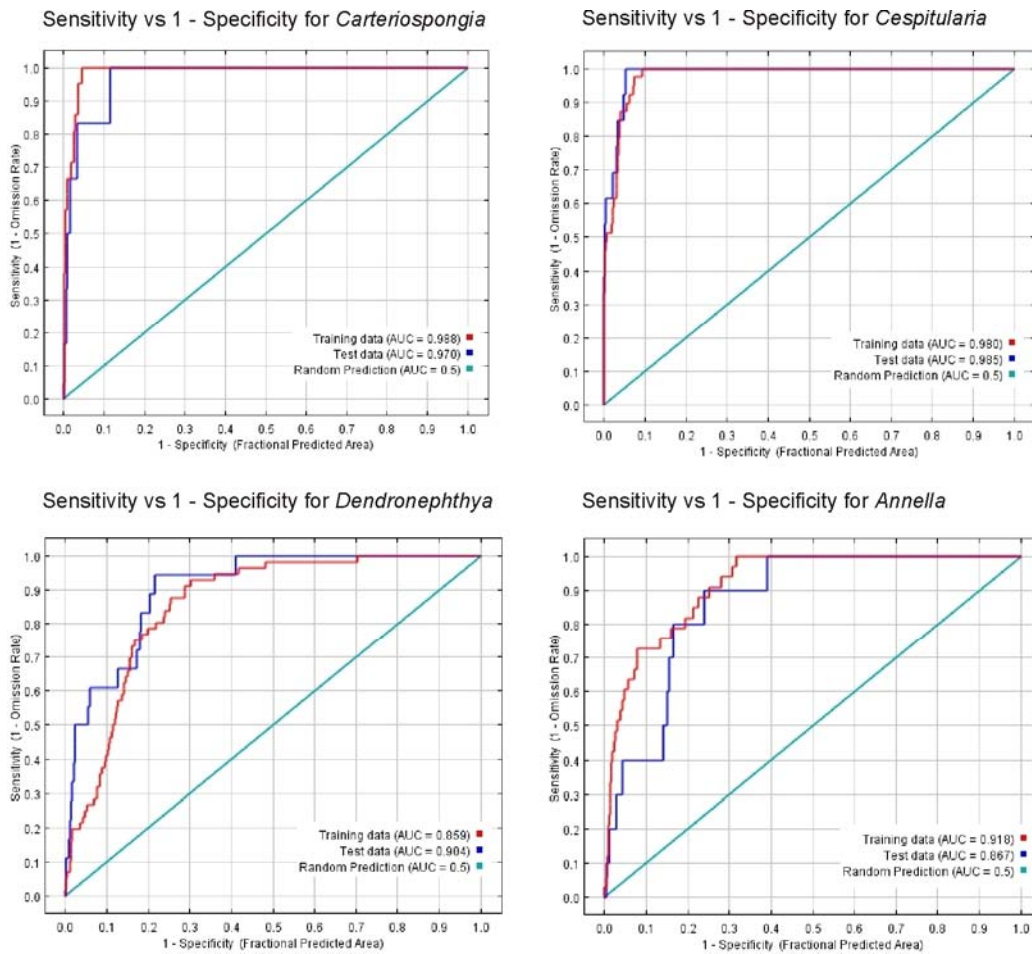 Sensitivity vs 1 - Specificity for Carteriospongia
1.0
0.9
0.8
0.7
0.6
0.5
0.4
0.3
0.2
0.1
0.0
Sensitivity (1 - Omission Rate)
Training data (AUC = 0.988)
Test data (AUC = 0.970)
Random Prediction (AUC = 0.5)
0.0 0.1 0.2 0.3 0.4 0.5 0.6 0.7 0.8 0.9 1.0
1 - Specificity (Fractional Predicted Area)
Sensitivity vs 1 - Specificity for Cespitularia
1.0
0.9
0.8
0.7
0.6
0.5
0.4
0.3
0.2
0.1
0.0
Sensitivity (1 - Omission Rate)
Training data (AUC = 0.980)
Test data (AUC = 0.985)
Random Prediction (AUC = 0.5)
0.0 0.1 0.2 0.3 0.4 0.5 0.6 0.7 0.8 0.9 1.0
1 - Specificity (Fractional Predicted Area)
Sensitivity vs 1 - Specificity for Dendronephthya
1.0
0.9
0.8
0.7
0.6
0.5
0.4
0.3
0.2
0.1
0.0
Sensitivity (1 - Omission Rate)
Training data (AUC = 0.859)
Test data (AUC = 0.904)
Random Prediction (AUC = 0.5)
0.0 0.1 0.2 0.3 0.4 0.5 0.6 0.7 0.8 0.9 1.0
1 - Specificity (Fractional Predicted Area)
Sensitivity vs 1 - Specificity for Annella
1.0
0.9
0.8
0.7
0.6
0.5
0.4
0.3
0.2
0.1
0.0
Sensitivity (1 - Omission Rate)
Training data (AUC = 0.918)
Test data (AUC = 0.867)
Random Prediction (AUC = 0.5)
0.0 0.1 0.2 0.3 0.4 0.5 0.6 0.7 0.8 0.9 1.0
1 - Specificity (Fractional Predicted Area)